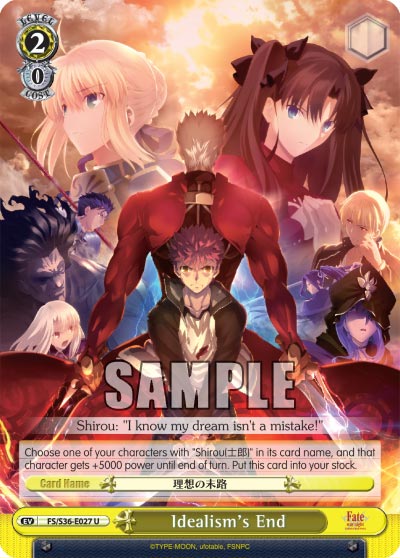 LEVEL
2
0
COST
SAMPLE
Shirou: "I know my dream isn't a mistake!"
Choose one of your characters with "Shirou(士郎)" in its card name, and that
character gets +5000 power until end of turn. Put this card into your stock.
Card Name 理想の末路
EV FS/S36-E027 U Idealism's End Fate
©TYPE-MOON, ufotable, FSNPC